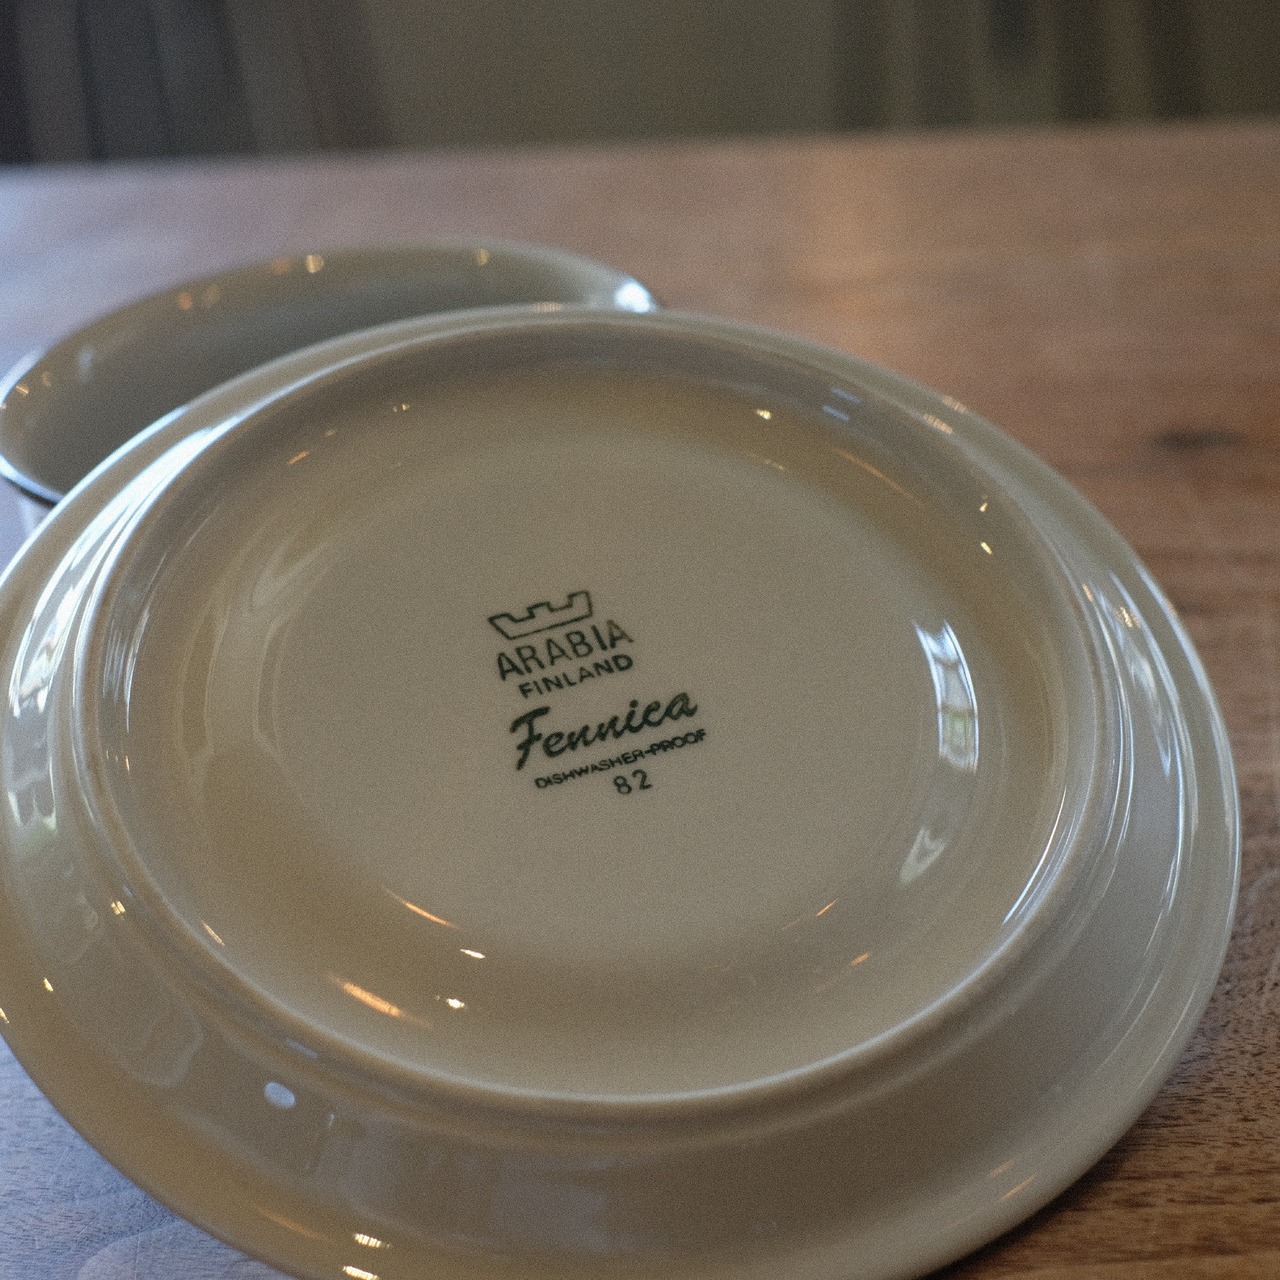 ARABIA
FINLAND
Fennica
DISHWASHER-PROOF
82